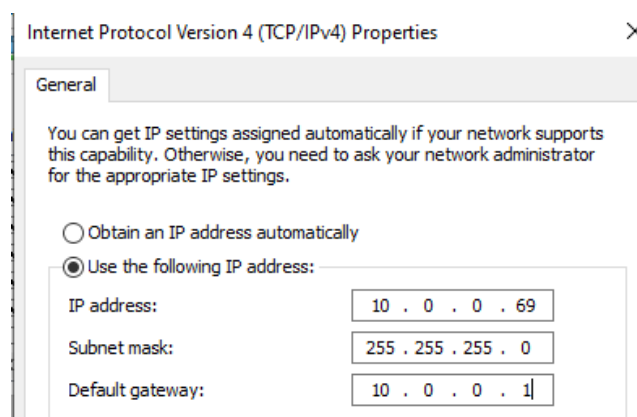 Internet Protocol Version 4 (TCP/IPv4) Properties
General
You can get IP settings assigned automatically if your network supports
this capability. Otherwise, you need to ask your network administrator
for the appropriate IP settings.
Obtain an IP address automatically
Use the following IP address:
IP address: 10 . 0 . 0 . 69
Subnet mask: 255 . 255 . 255 . 0
Default gateway: 10 . 0 . 0 . 1